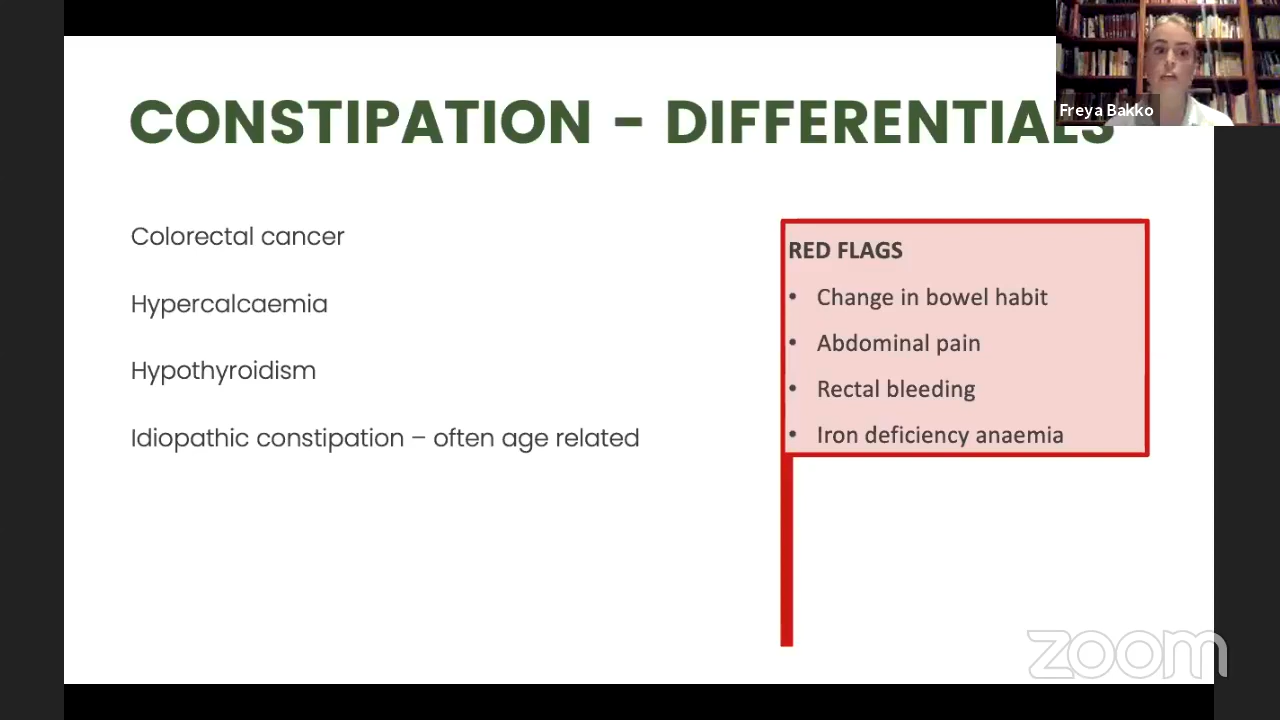 CONSTIPATION - DIFFERENTIALS
Freya Bakko
Colorectal cancer
Hypercalcaemia
Hypothyroidism
Idiopathic constipation – often age related
RED FLAGS
• Change in bowel habit
• Abdominal pain
• Rectal bleeding
• Iron deficiency anaemia
zoom